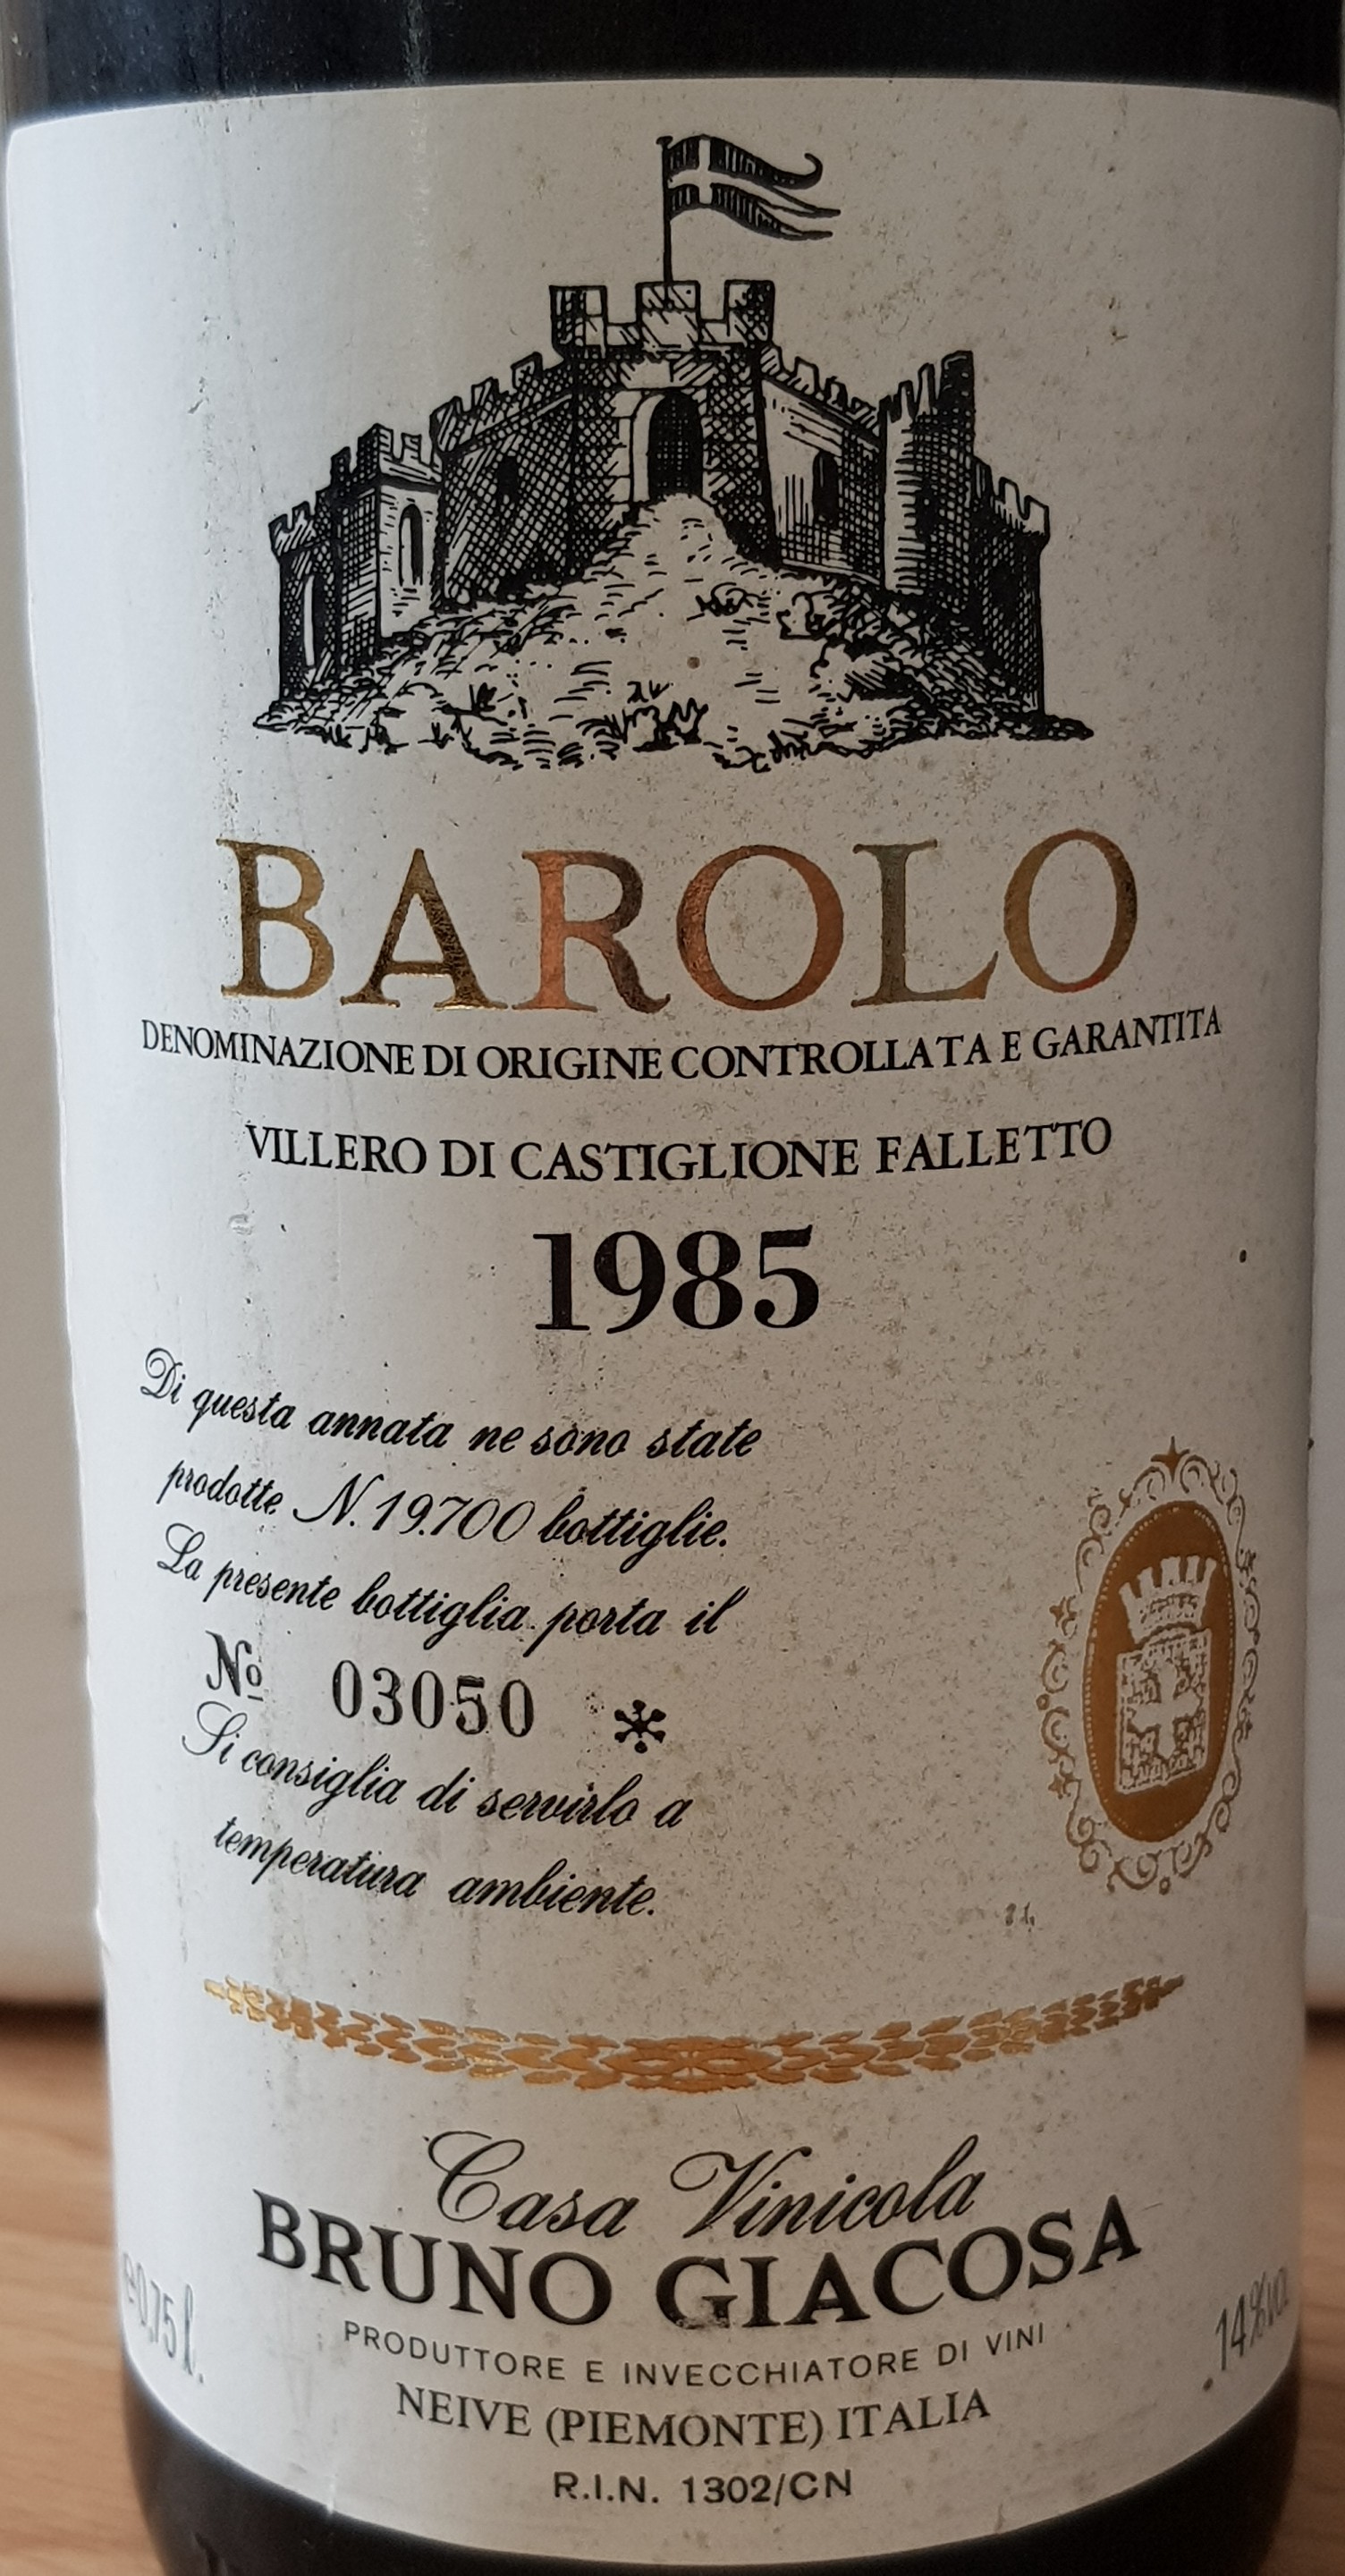 BAROLO
DENOMINAZIONE DI ORIGINE CONTROLLATA E GARANTITA
VILLERO DI CASTIGLIONE FALLETTO
1985
Di questa annata ne sono state
prodotte N. 19.700 bottiglie.
La presente bottiglia porta il
Nº 03050 *
Si consiglia di servirlo a
temperatura ambiente.
Casa Vinicola
BRUNO GIACOSA
e 0,75 l.
14% vol.
PRODUTTORE E INVECCHIATORE DI VINI
NEIVE (PIEMONTE) ITALIA
R.I.N. 1302/CN